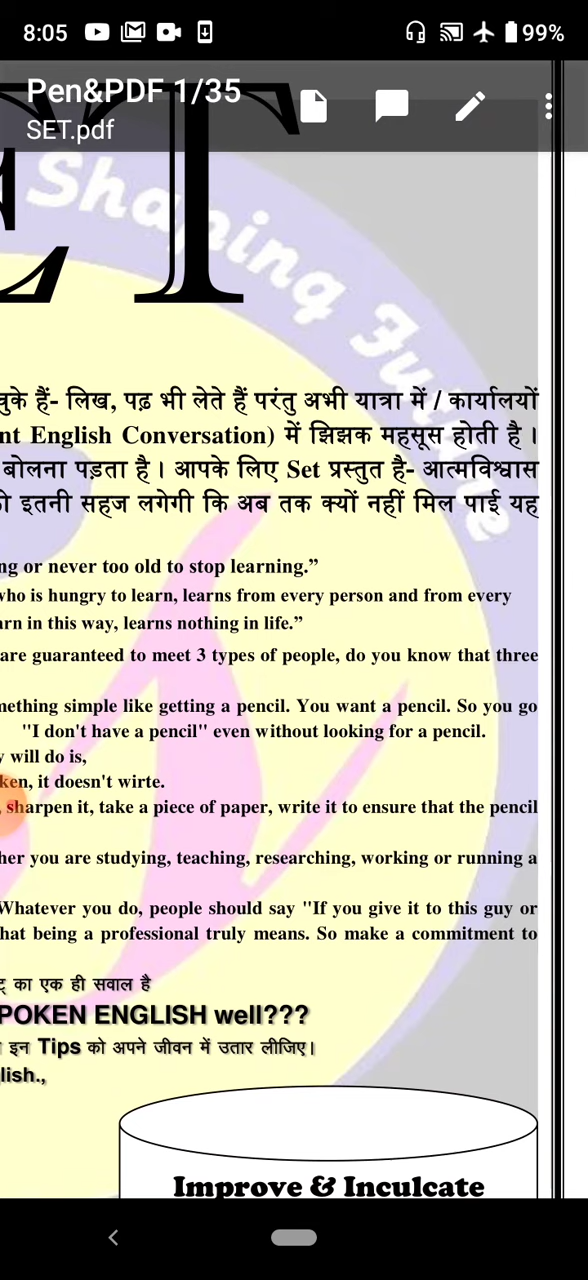 8:05
99%
Pen&PDF 1/35
SET.pdf
ET
Shaping Future
चुके हैं- लिख, पढ़ भी लेते हैं परंतु अभी यात्रा में / कार्यालयों
nt English Conversation) में झिझक महसूस होती है।
बोलना पड़ता है। आपके लिए Set प्रस्तुत है- आत्मविश्वास
इतनी सहज लगेगी कि अब तक क्यों नहीं मिल पाई यह
ng or never too old to stop learning.”
who is hungry to learn, learns from every person and from every
arn in this way, learns nothing in life.”
are guaranteed to meet 3 types of people, do you know that three
mething simple like getting a pencil. You want a pencil. So you go
"I don't have a pencil" even without looking for a pencil.
y will do is,
ken, it doesn't wirte.
, sharpen it, take a piece of paper, write it to ensure that the pencil
her you are studying, teaching, researching, working or running a
Whatever you do, people should say "If you give it to this guy or
hat being a professional truly means. So make a commitment to
का एक ही सवाल है
POKEN ENGLISH well???
इन Tips को अपने जीवन में उतार लीजिए।
lish.,
Improve & Inculcate